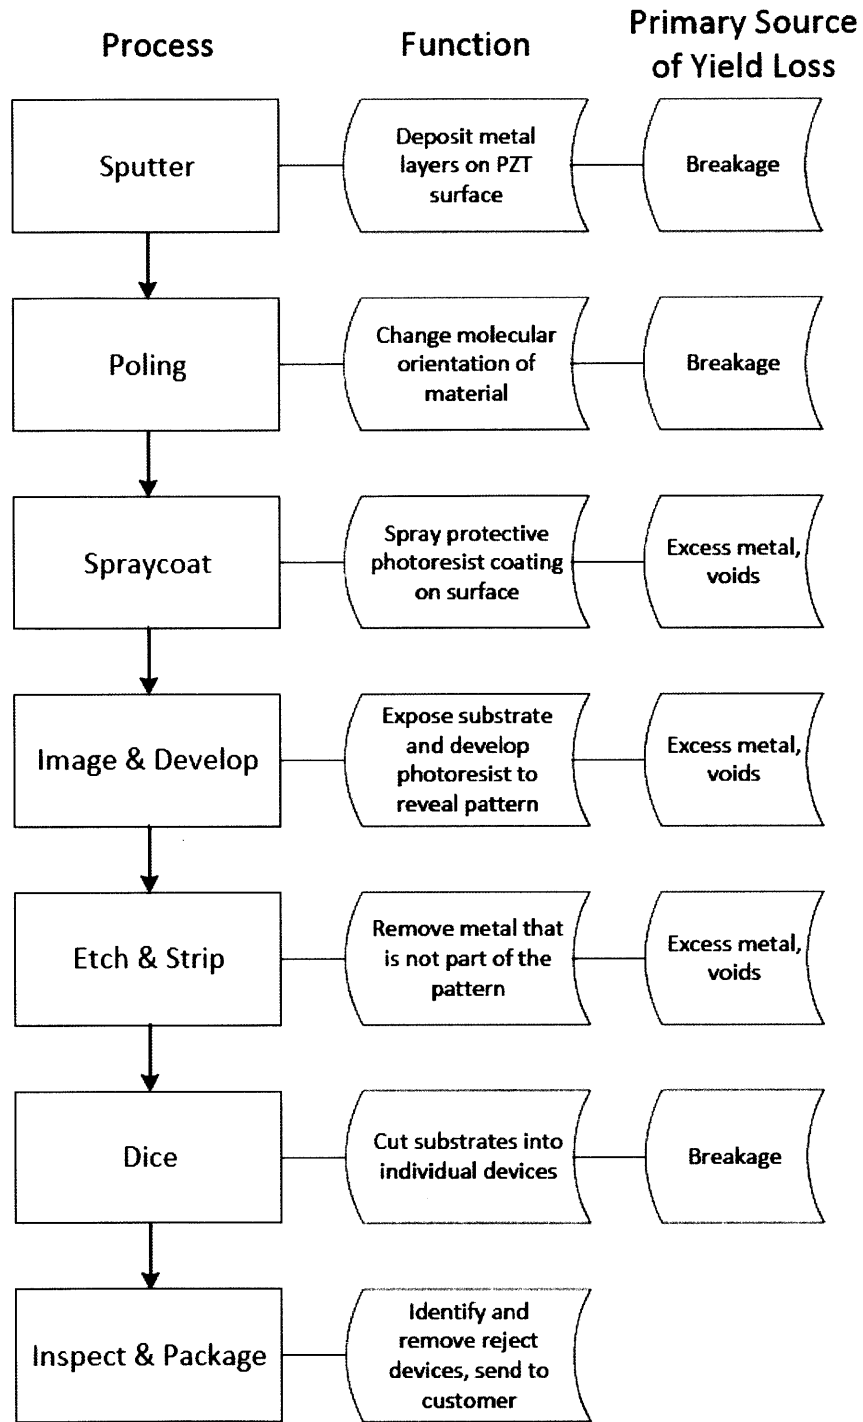 Process
Function
Primary Source
of Yield Loss
Sputter
Deposit metal
layers on PZT
surface
Breakage
Poling
Change molecular
orientation of
material
Breakage
Spraycoat
Spray protective
photoresist coating
on surface
Excess metal,
voids
Image & Develop
Expose substrate
and develop
photoresist to
reveal pattern
Excess metal,
voids
Etch & Strip
Remove metal that
is not part of the
pattern
Excess metal,
voids
Dice
Cut substrates into
individual devices
Breakage
Inspect & Package
Identify and
remove reject
devices, send to
customer